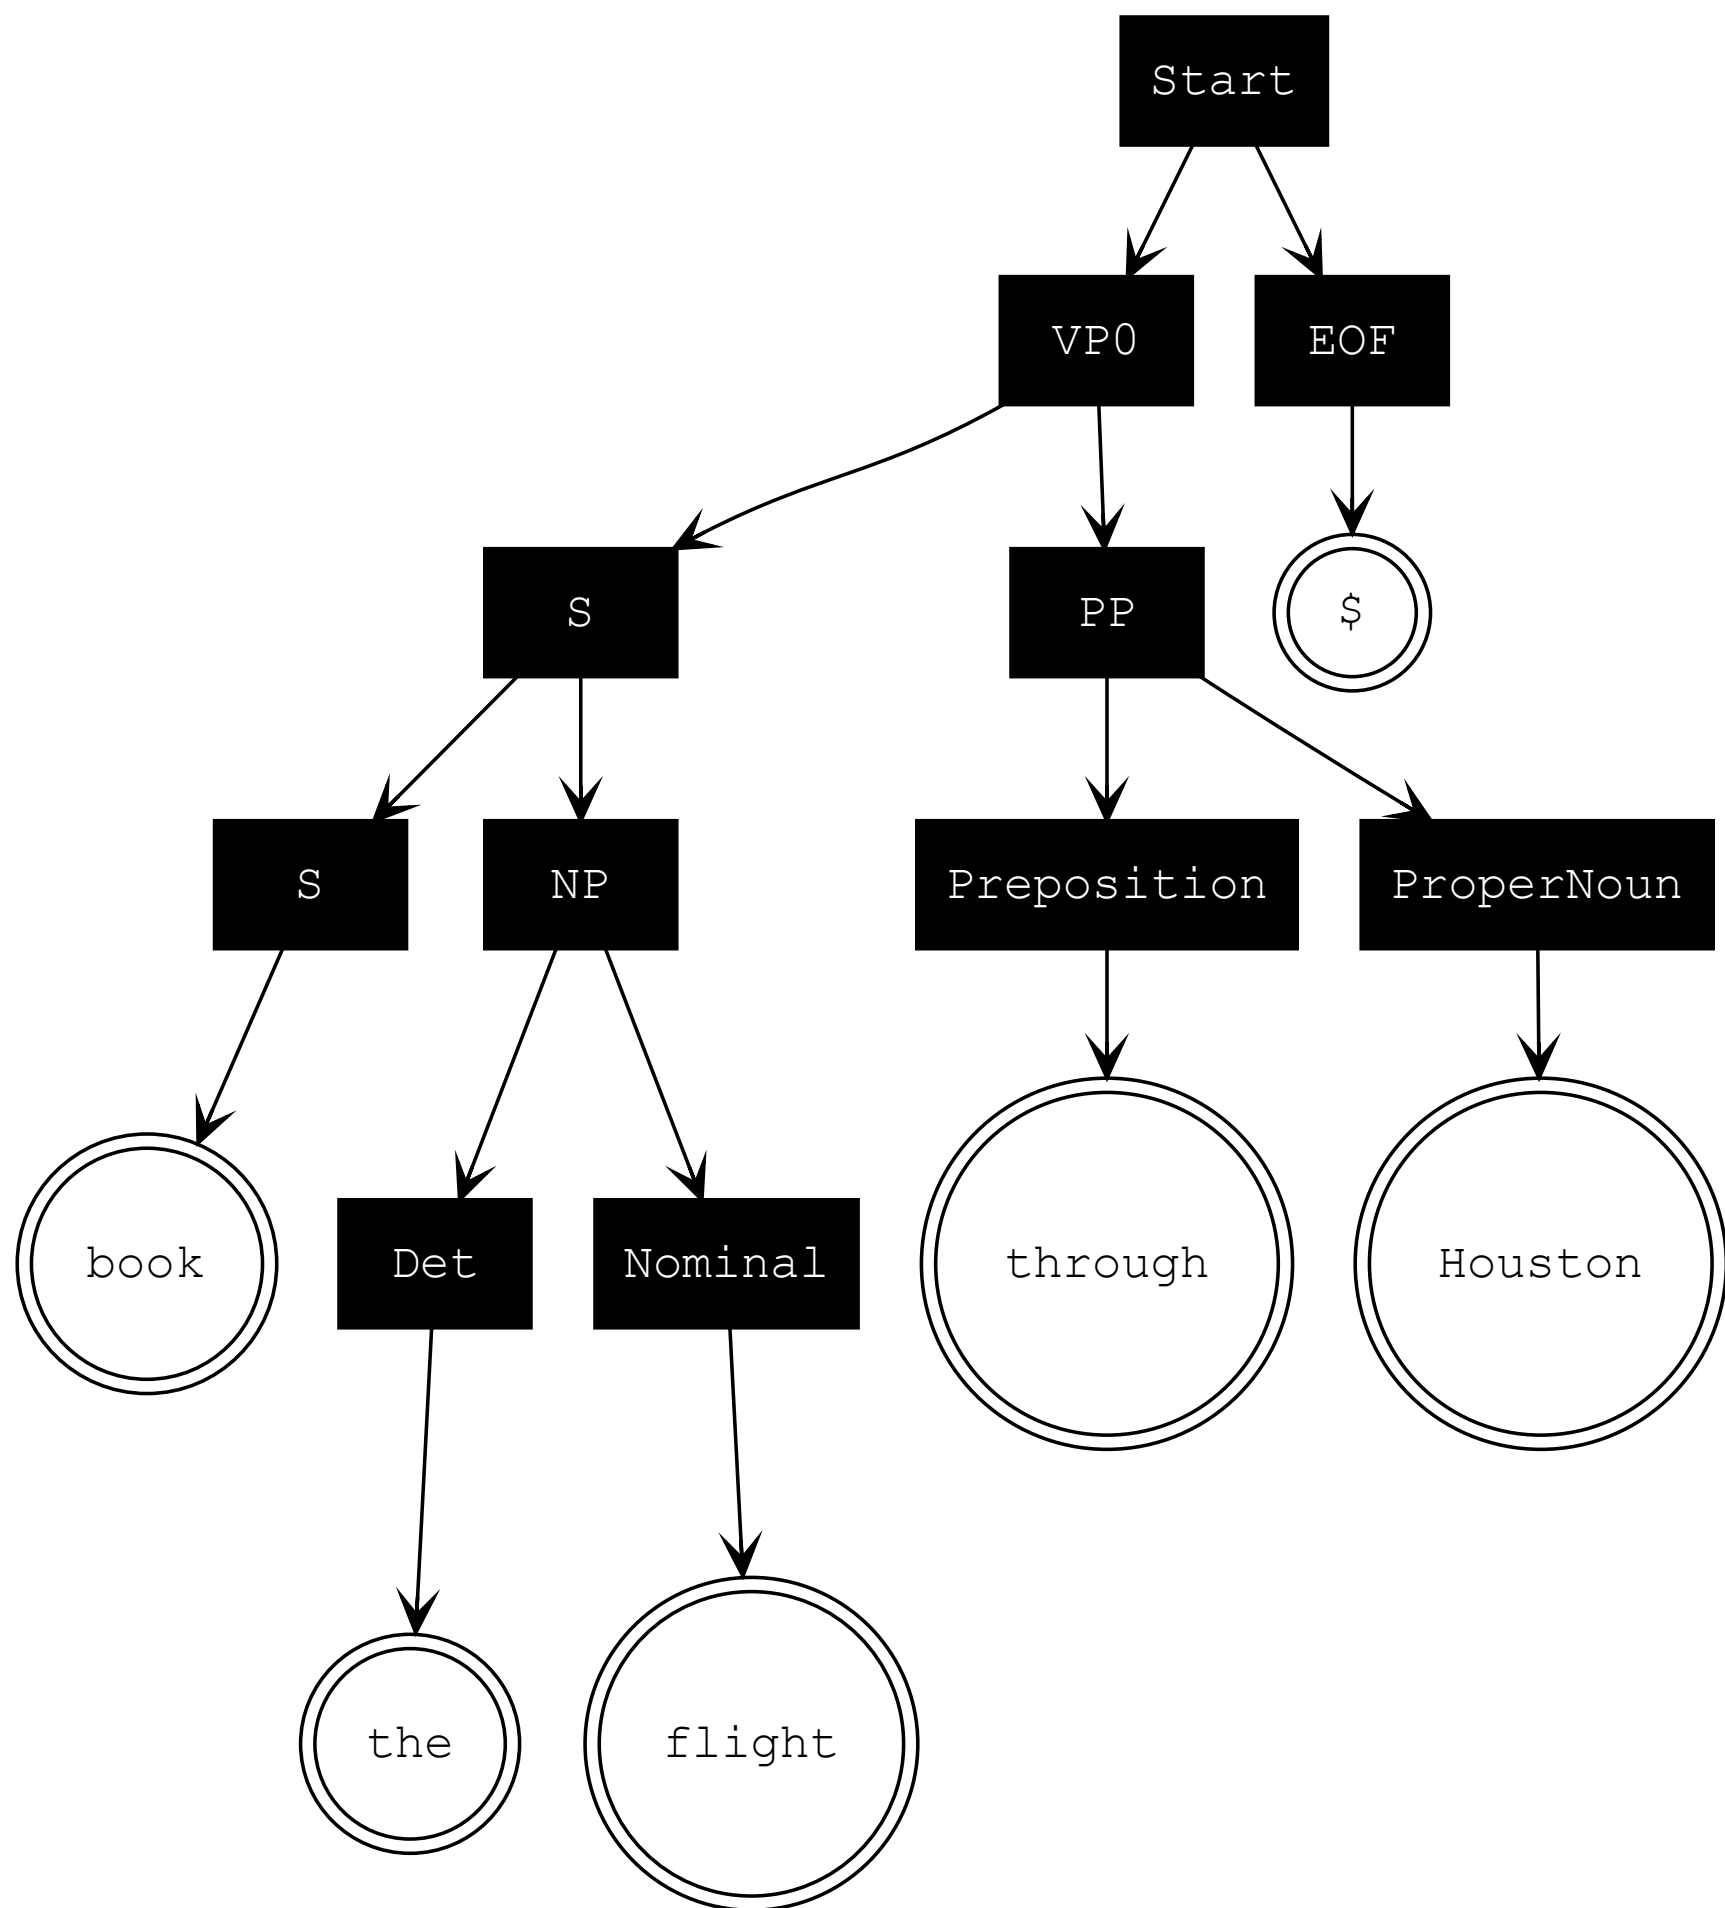 Start
VP0 EOF
S PP $
S NP Preposition ProperNoun
book Det Nominal through Houston
the flight